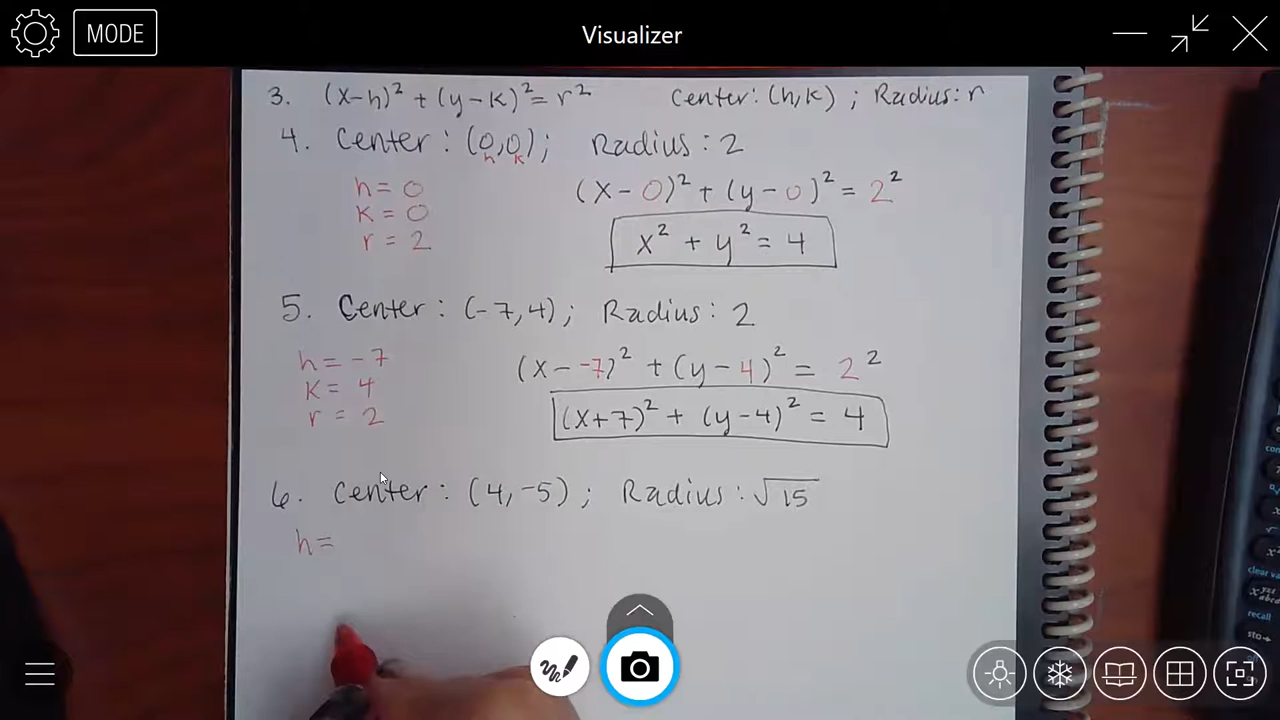 MODE
Visualizer
3. (x-h)² + (y-k)² = r² Center: (h,k) ; Radius: r
4. Center : (0,0) ; Radius : 2
h k
h = 0 (x-0)² + (y-0)² = 2²
k = 0
r = 2 x² + y² = 4
5. Center : (-7,4) ; Radius : 2
h = -7 (x--7)² + (y-4)² = 2²
k = 4
r = 2 (x+7)² + (y-4)² = 4
6. Center : (4,-5) ; Radius : √15
h =